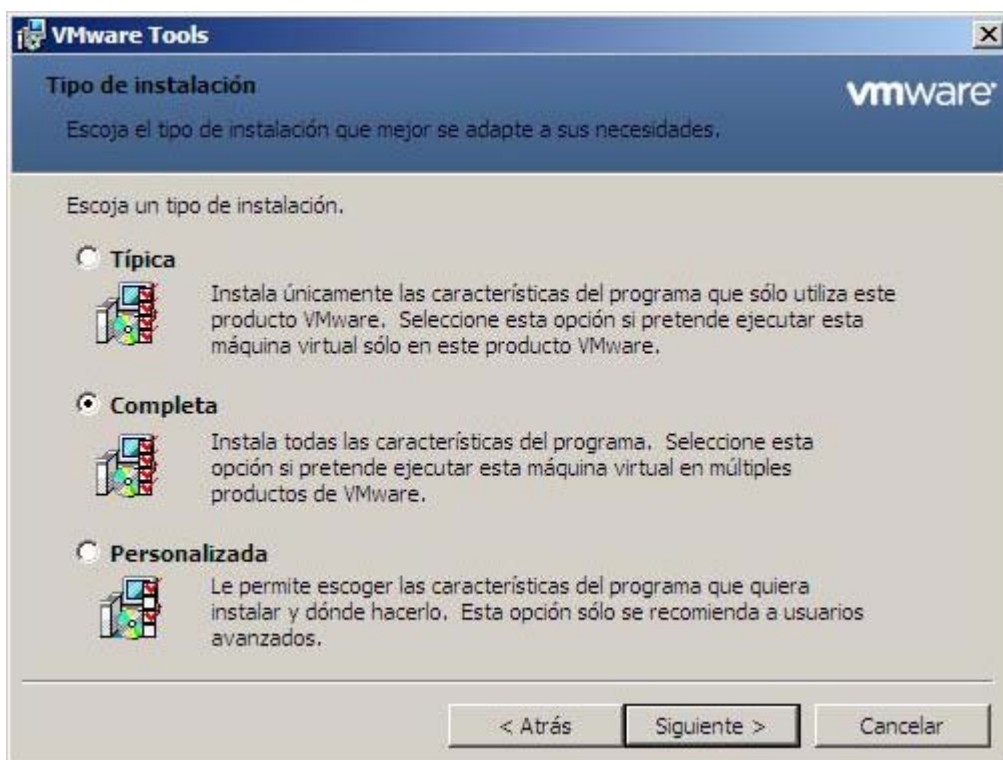 VMware Tools
Tipo de instalación
vmware
Escoja el tipo de instalación que mejor se adapte a sus necesidades.
Escoja un tipo de instalación.
Típica
Instala únicamente las características del programa que sólo utiliza este
producto VMware. Seleccione esta opción si pretende ejecutar esta
máquina virtual sólo en este producto VMware.
Completa
Instala todas las características del programa. Seleccione esta
opción si pretende ejecutar esta máquina virtual en múltiples
productos de VMware.
Personalizada
Le permite escoger las características del programa que quiera
instalar y dónde hacerlo. Esta opción sólo se recomienda a usuarios
avanzados.
< Atrás
Siguiente >
Cancelar